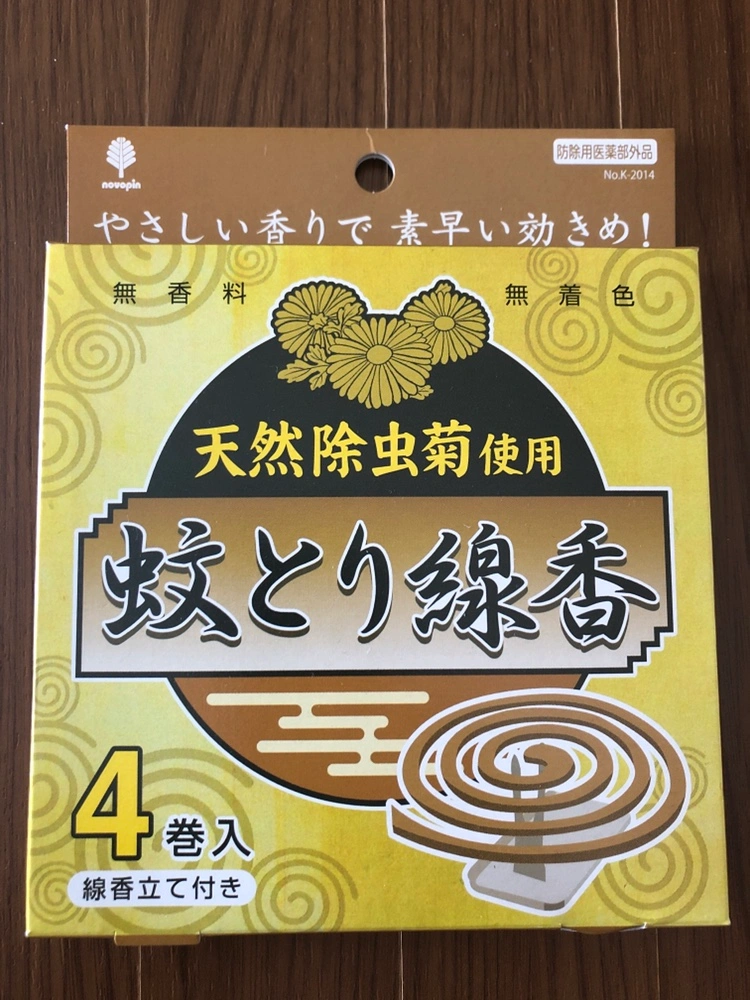 novopin
防除用医薬部外品
No.K-2014
やさしい香りで 素早い効きめ!
無香料
無着色
天然除虫菊使用
蚊とり線香
4巻入
線香立て付き